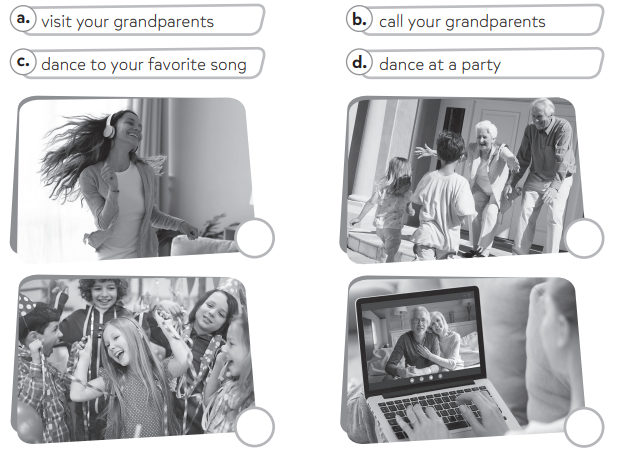 a. visit your grandparents
b. call your grandparents
c. dance to your favorite song
d. dance at a party